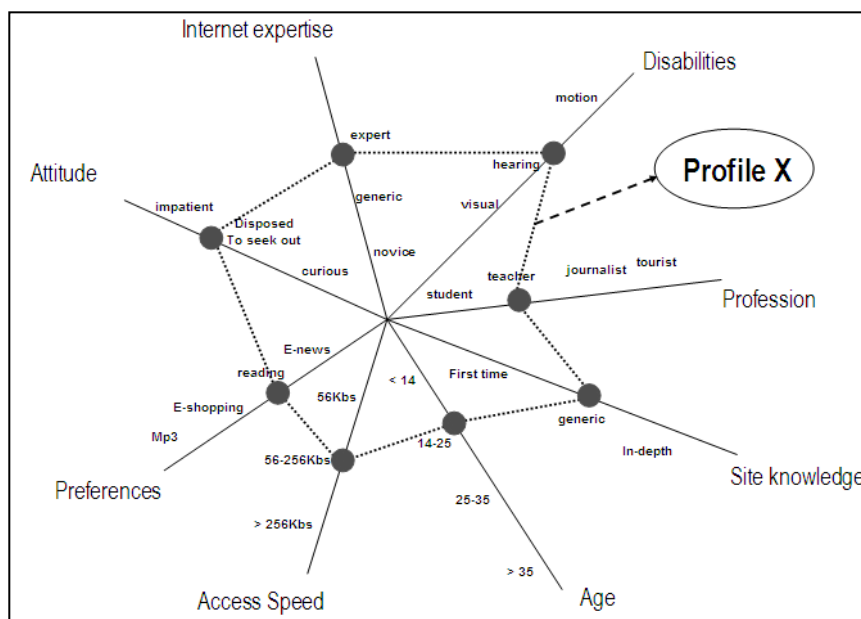 Internet expertise
Disabilities
motion
expert
hearing
Profile X
Attitude
impatient
generic
visual
Disposed
To seek out
novice
curious
teacher
journalist
tourist
student
Profession
E-news
reading
< 14
First time
56Kbs
E-shopping
generic
Mp3
14-25
In-depth
56-256Kbs
Preferences
Site knowledge
25-35
> 256Kbs
> 35
Access Speed
Age